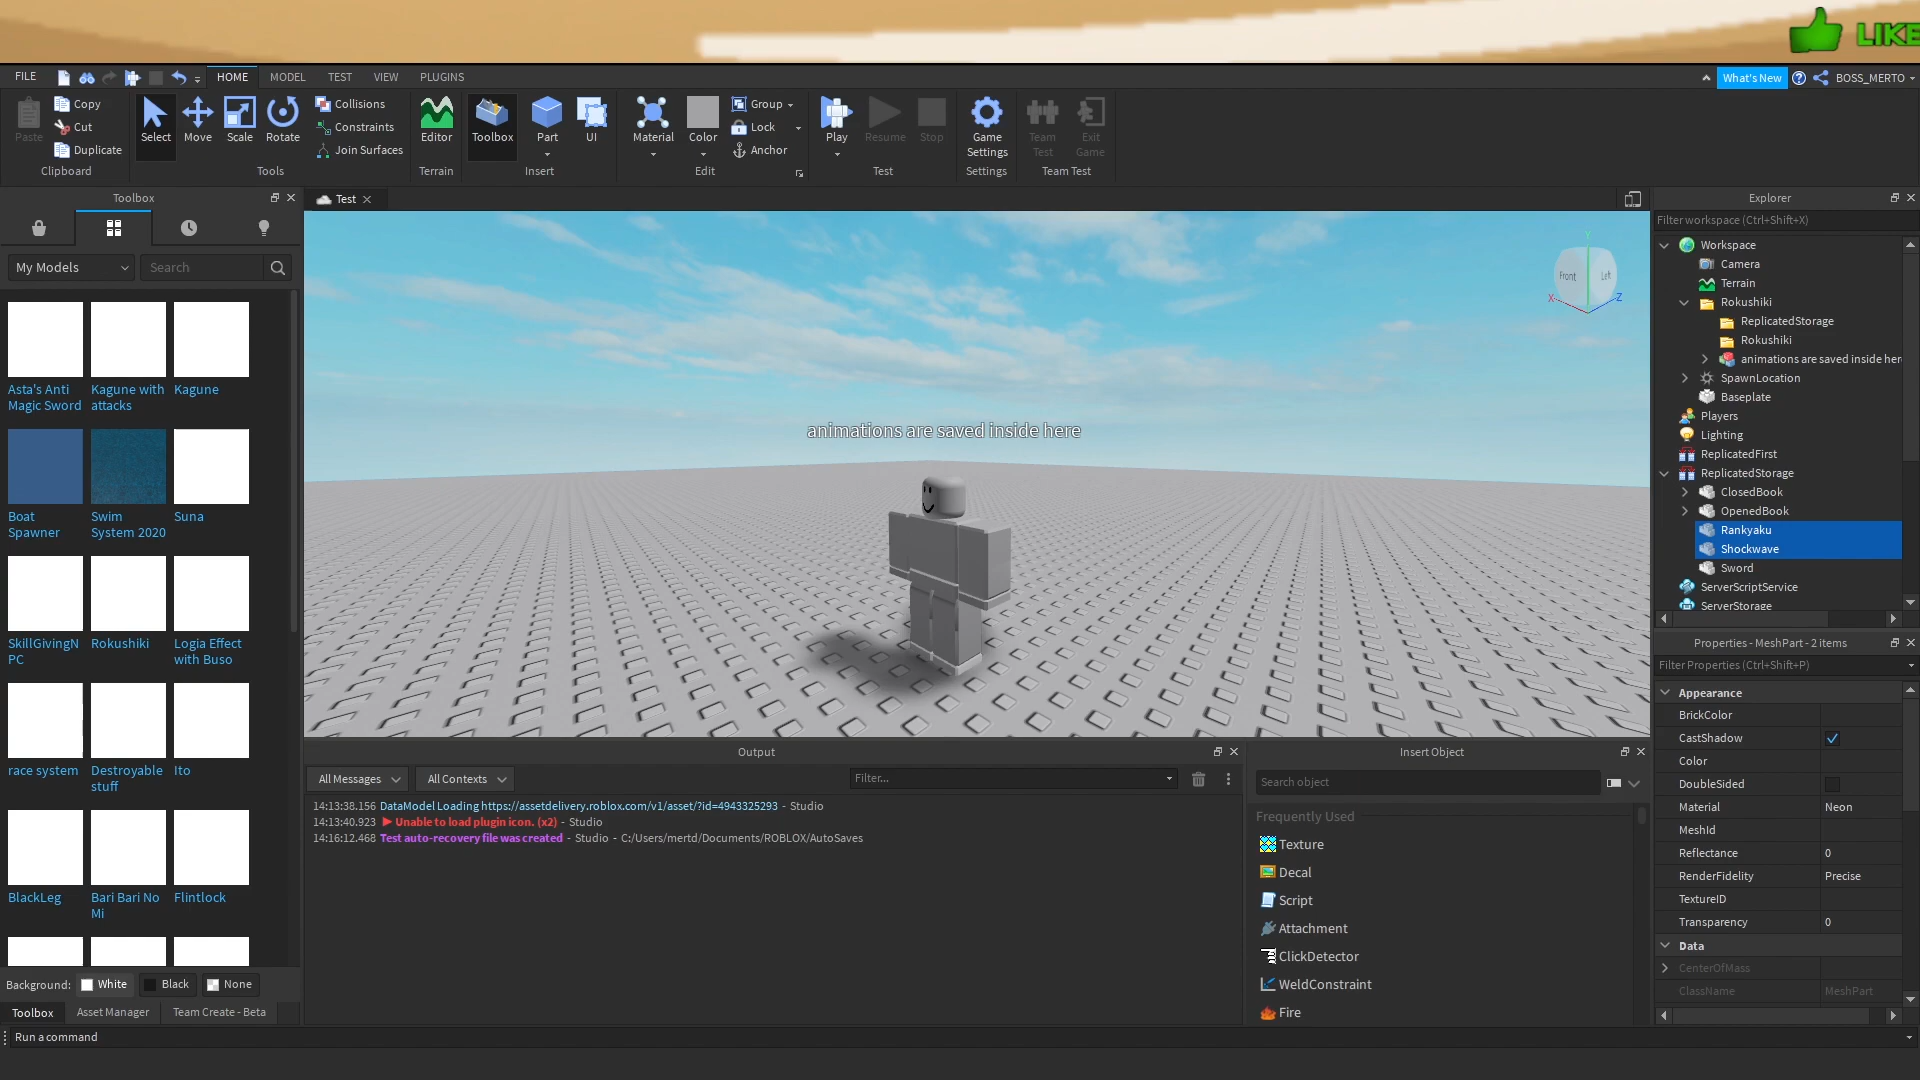 LIKE
FILE
HOME
MODEL
TEST
VIEW
PLUGINS
What's New
BOSS_MERTO
Paste
Copy
Cut
Duplicate
Clipboard
Select
Move
Scale
Rotate
Collisions
Constraints
Join Surfaces
Tools
Editor
Terrain
Toolbox
Part
UI
Insert
Material
Color
Group
Lock
Anchor
Edit
Play
Resume
Stop
Test
Game
Settings
Settings
Team
Test
Exit
Game
Team Test
Toolbox
My Models
Search
Asta's Anti
Magic Sword
Kagune with
attacks
Kagune
Boat
Spawner
Swim
System 2020
Suna
SkillGivingN
PC
Rokushiki
Logia Effect
with Buso
race system
Destroyable
stuff
Ito
BlackLeg
Bari Bari No
Mi
Flintlock
Background:
White
Black
None
Toolbox
Asset Manager
Team Create - Beta
Run a command
Test
animations are saved inside here
Front
Left
Y
X
Z
Output
All Messages
All Contexts
Filter...
14:13:38.156 DataModel Loading https://assetdelivery.roblox.com/v1/asset/?id=4943325293 - Studio
14:13:40.923 Unable to load plugin icon. (x2) - Studio
14:16:12.468 Test auto-recovery file was created - Studio - C:/Users/mertd/Documents/ROBLOX/AutoSaves
Insert Object
Search object
Frequently Used
Texture
Decal
Script
Attachment
ClickDetector
WeldConstraint
Fire
Explorer
Filter workspace (Ctrl+Shift+X)
Workspace
Camera
Terrain
Rokushiki
ReplicatedStorage
Rokushiki
animations are saved inside her
SpawnLocation
Baseplate
Players
Lighting
ReplicatedFirst
ReplicatedStorage
ClosedBook
OpenedBook
Rankyaku
Shockwave
Sword
ServerScriptService
ServerStorage
Properties - MeshPart - 2 items
Filter Properties (Ctrl+Shift+P)
Appearance
BrickColor
CastShadow
Color
DoubleSided
Material Neon
MeshId
Reflectance 0
RenderFidelity Precise
TextureID
Transparency 0
Data
CenterOfMass
ClassName MeshPart